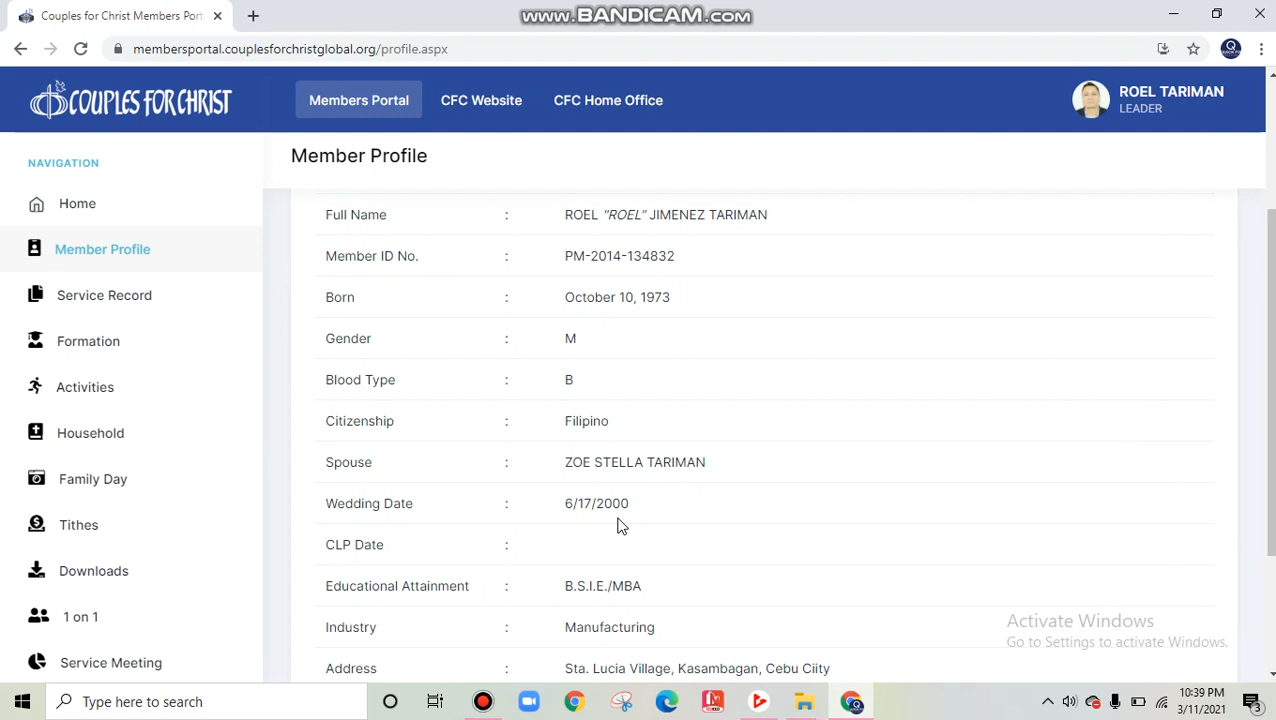 Couples for Christ Members Port
www.BANDICAM.com
membersportal.couplesforchristglobal.org/profile.aspx
COUPLES FOR CHRIST
Members Portal
CFC Website
CFC Home Office
ROEL TARIMAN
LEADER
NAVIGATION
Home
Member Profile
Service Record
Formation
Activities
Household
Family Day
Tithes
Downloads
1 on 1
Service Meeting
Member Profile
Full Name : ROEL "ROEL" JIMENEZ TARIMAN
Member ID No. : PM-2014-134832
Born : October 10, 1973
Gender : M
Blood Type : B
Citizenship : Filipino
Spouse : ZOE STELLA TARIMAN
Wedding Date : 6/17/2000
CLP Date :
Educational Attainment : B.S.I.E./MBA
Industry : Manufacturing
Address : Sta. Lucia Village, Kasambagan, Cebu Ciity
Activate Windows
Go to Settings to activate Windows.
Type here to search
10:39 PM
3/11/2021
3